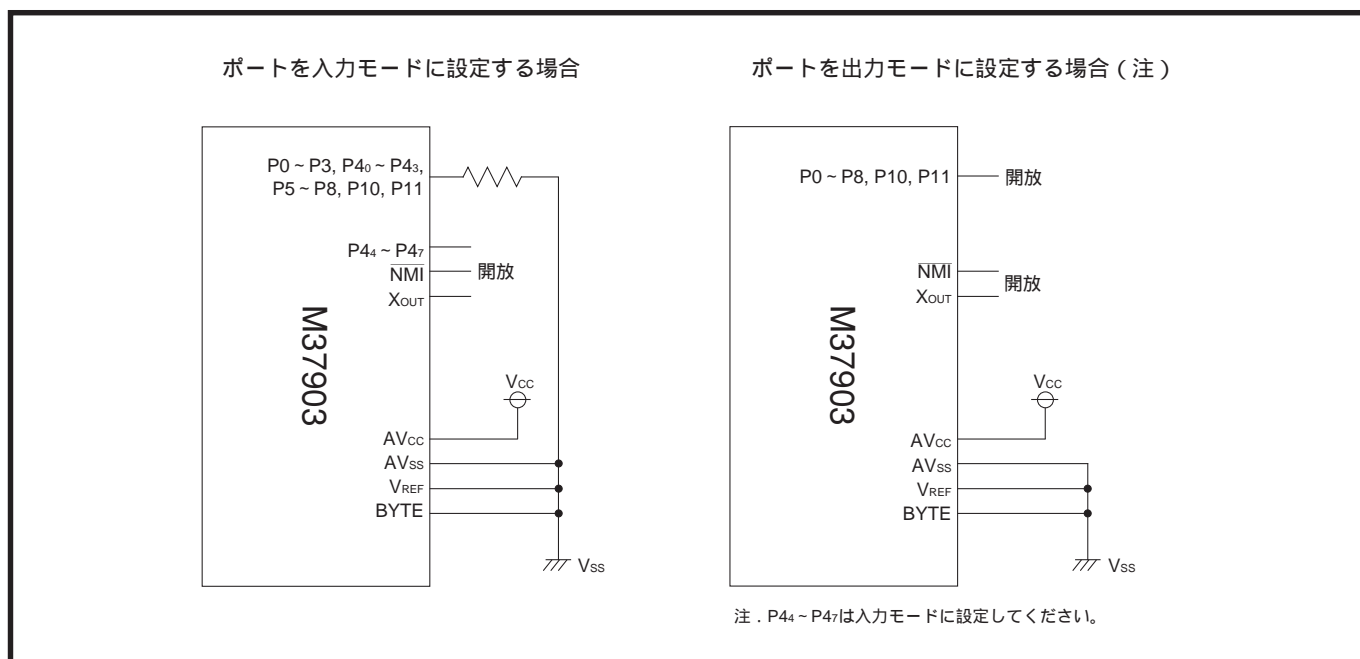 ポートを入力モードに設定する場合
P0 ~ P3, P40 ~ P43,
P5 ~ P8, P10, P11
P44 ~ P47
NMI
開放
XOUT
M37903
VCC
AVCC
AVSS
VREF
BYTE
VSS
ポートを出力モードに設定する場合 ( 注 )
P0 ~ P8, P10, P11
開放
NMI
開放
XOUT
M37903
VCC
AVCC
AVSS
VREF
BYTE
VSS
注 . P44 ~ P47は入力モードに設定してください。